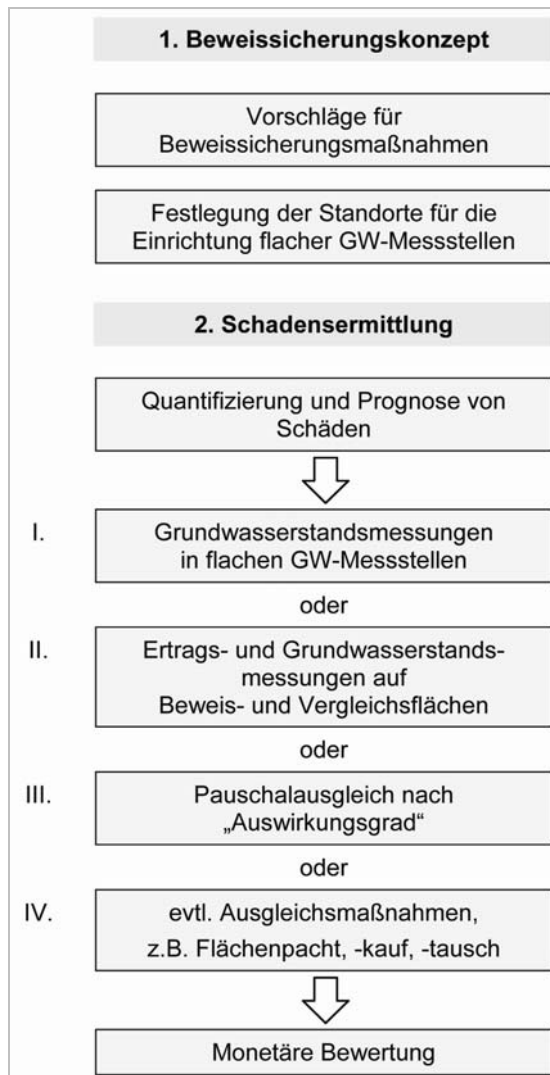 1. Beweissicherungskonzept
Vorschläge für
Beweissicherungsmaßnahmen
Festlegung der Standorte für die
Einrichtung flacher GW-Messstellen
2. Schadensermittlung
Quantifizierung und Prognose von
Schäden
I. Grundwasserstandsmessungen
in flachen GW-Messstellen
oder
II. Ertrags- und Grundwasserstands-
messungen auf
Beweis- und Vergleichsflächen
oder
III. Pauschalausgleich nach
„Auswirkungsgrad“
oder
IV. evtl. Ausgleichsmaßnahmen,
z.B. Flächenpacht, -kauf, -tausch
Monetäre Bewertung